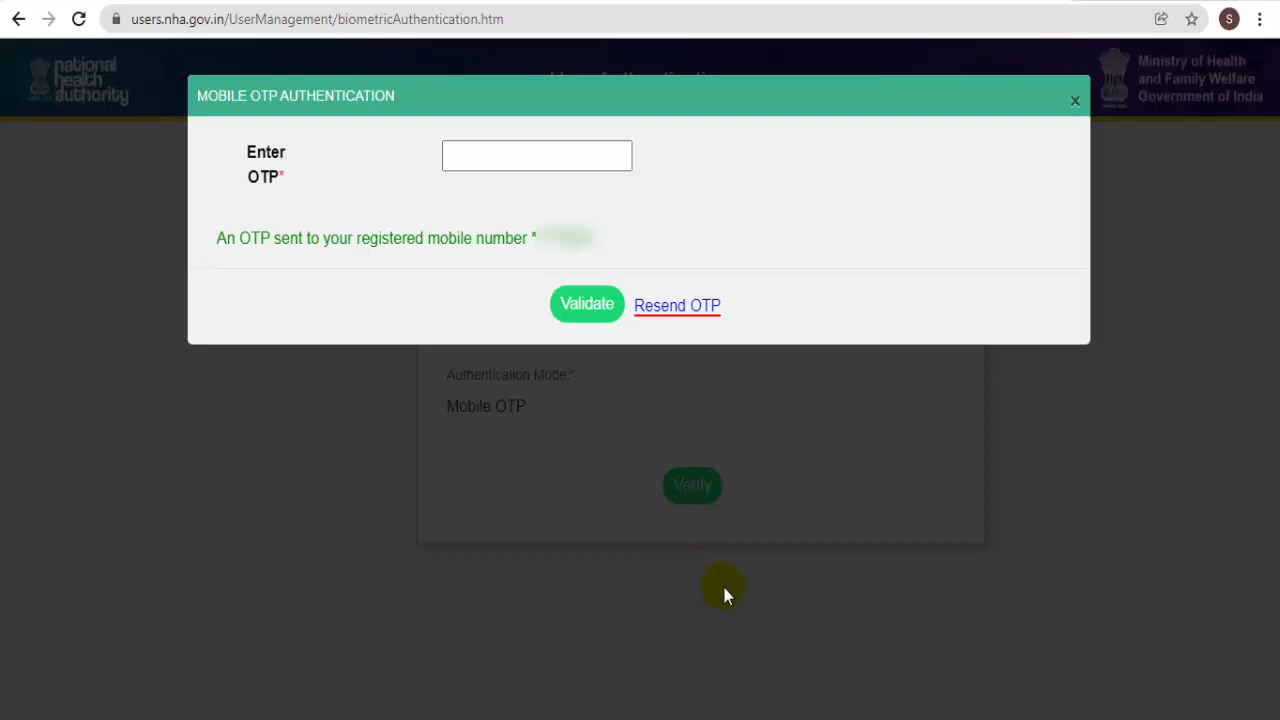 users.nha.gov.in/UserManagement/biometricAuthentication.htm
S
national
health
authority
Ministry of Health
and Family Welfare
Government of India
MOBILE OTP AUTHENTICATION
x
Enter
OTP*
An OTP sent to your registered mobile number *
Validate Resend OTP
Authentication Mode:*
Mobile OTP
Verify